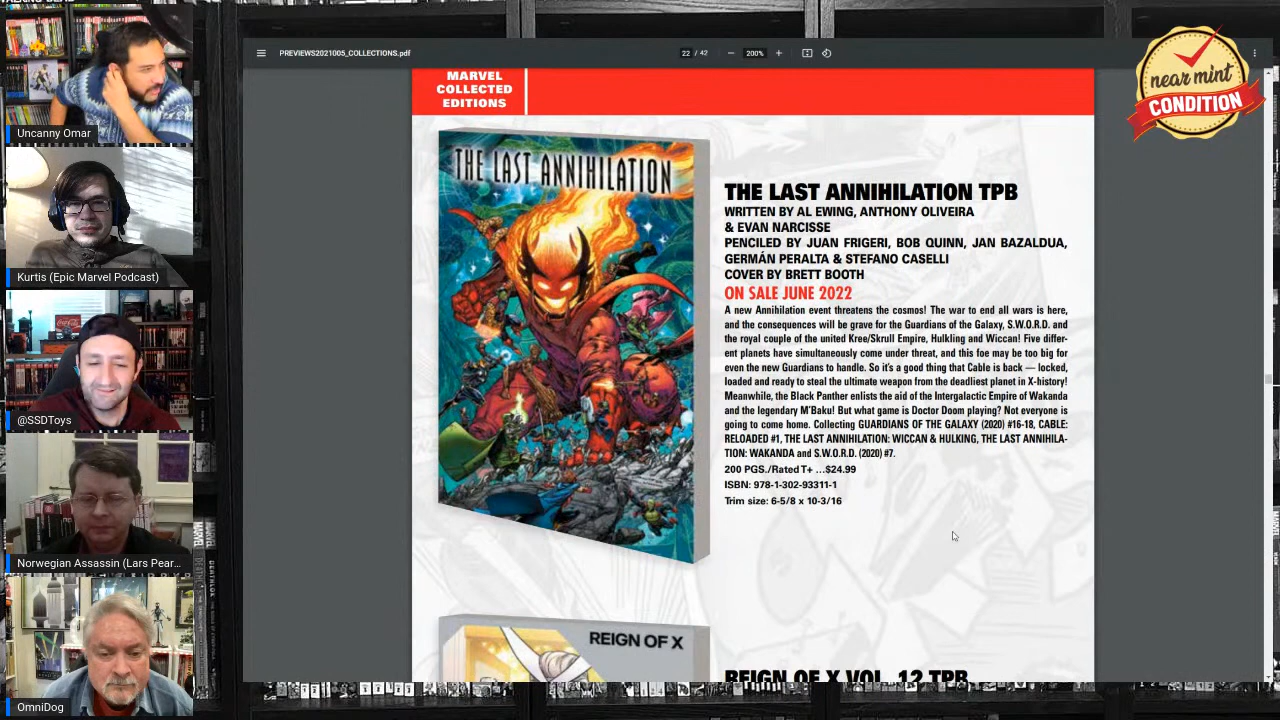 PREVIEWS2021005_COLLECTIONS.pdf
22 / 42
200%
near mint
CONDITION
MARVEL
COLLECTED
EDITIONS
THE LAST ANNIHILATION
THE LAST ANNIHILATION TPB
WRITTEN BY AL EWING, ANTHONY OLIVEIRA
& EVAN NARCISSE
PENCILED BY JUAN FRIGERI, BOB QUINN, JAN BAZALDUA,
GERMÁN PERALTA & STEFANO CASELLI
COVER BY BRETT BOOTH
ON SALE JUNE 2022
A new Annihilation event threatens the cosmos! The war to end all wars is here,
and the consequences will be grave for the Guardians of the Galaxy, S.W.O.R.D. and
the royal couple of the united Kree/Skrull Empire, Hulkling and Wiccan! Five differ-
ent planets have simultaneously come under threat, and this foe may be too big for
even the new Guardians to handle. So it's a good thing that Cable is back — locked,
loaded and ready to steal the ultimate weapon from the deadliest planet in X-history!
Meanwhile, the Black Panther enlists the aid of the Intergalactic Empire of Wakanda
and the legendary M'Baku! But what game is Doctor Doom playing? Not everyone is
going to come home. Collecting GUARDIANS OF THE GALAXY (2020) #16-18, CABLE:
RELOADED #1, THE LAST ANNIHILATION: WICCAN & HULKING, THE LAST ANNIHILA-
TION: WAKANDA and S.W.O.R.D. (2020) #7.
200 PGS./Rated T+ ...$24.99
ISBN: 978-1-302-93311-1
Trim size: 6-5/8 x 10-3/16
REIGN OF X
REIGN OF X VOL. 12 TPB
Uncanny Omar
Kurtis (Epic Marvel Podcast)
@SSDToys
Norwegian Assassin (Lars Pear...
OmniDog